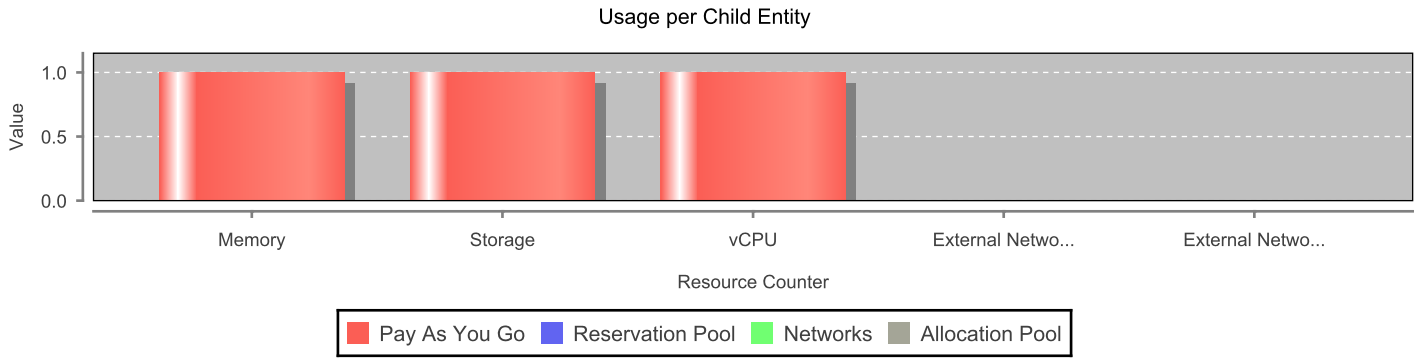 Usage per Child Entity
1.0
0.5
0.0
Value
Memory Storage vCPU External Netwo... External Netwo...
Resource Counter
Pay As You Go Reservation Pool Networks Allocation Pool